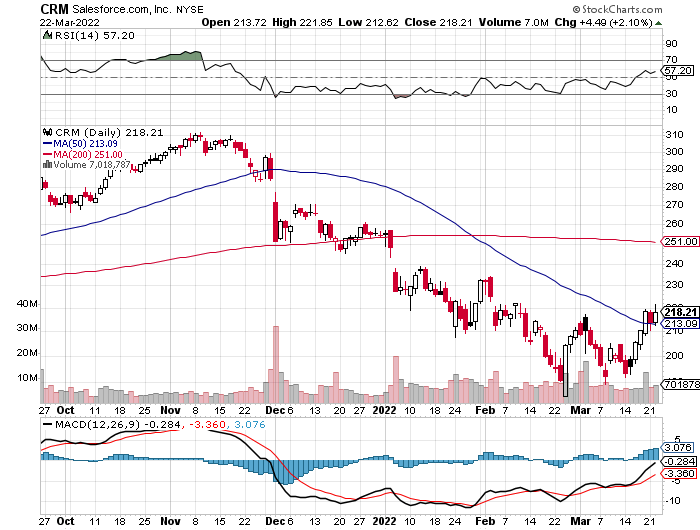 CRM Salesforce.com, Inc. NYSE © StockCharts.com
22-Mar-2022 Open 213.72 High 221.85 Low 212.62 Close 218.21 Volume 7.0M Chg +4.49 (+2.10%)
RSI(14) 57.20
90
70
57.20
50
30
10
CRM (Daily) 218.21
MA(50) 213.09
MA(200) 251.00
Volume 7,018,787
310
300
290
280
270
260
251.00
240
230
218.21
213.09
200
701878
40M
30M
20M
10M
27 Oct 11 18 25 Nov 8 15 22 Dec 6 13 20 27 2022 10 18 24 Feb 7 14 22 Mar 7 14 21
MACD(12,26,9) -0.284, -3.360, 3.076
5
3.076
-0.284
-3.360
-5
-10
27 Oct 11 18 25 Nov 8 15 22 Dec 6 13 20 27 2022 10 18 24 Feb 7 14 22 Mar 7 14 21